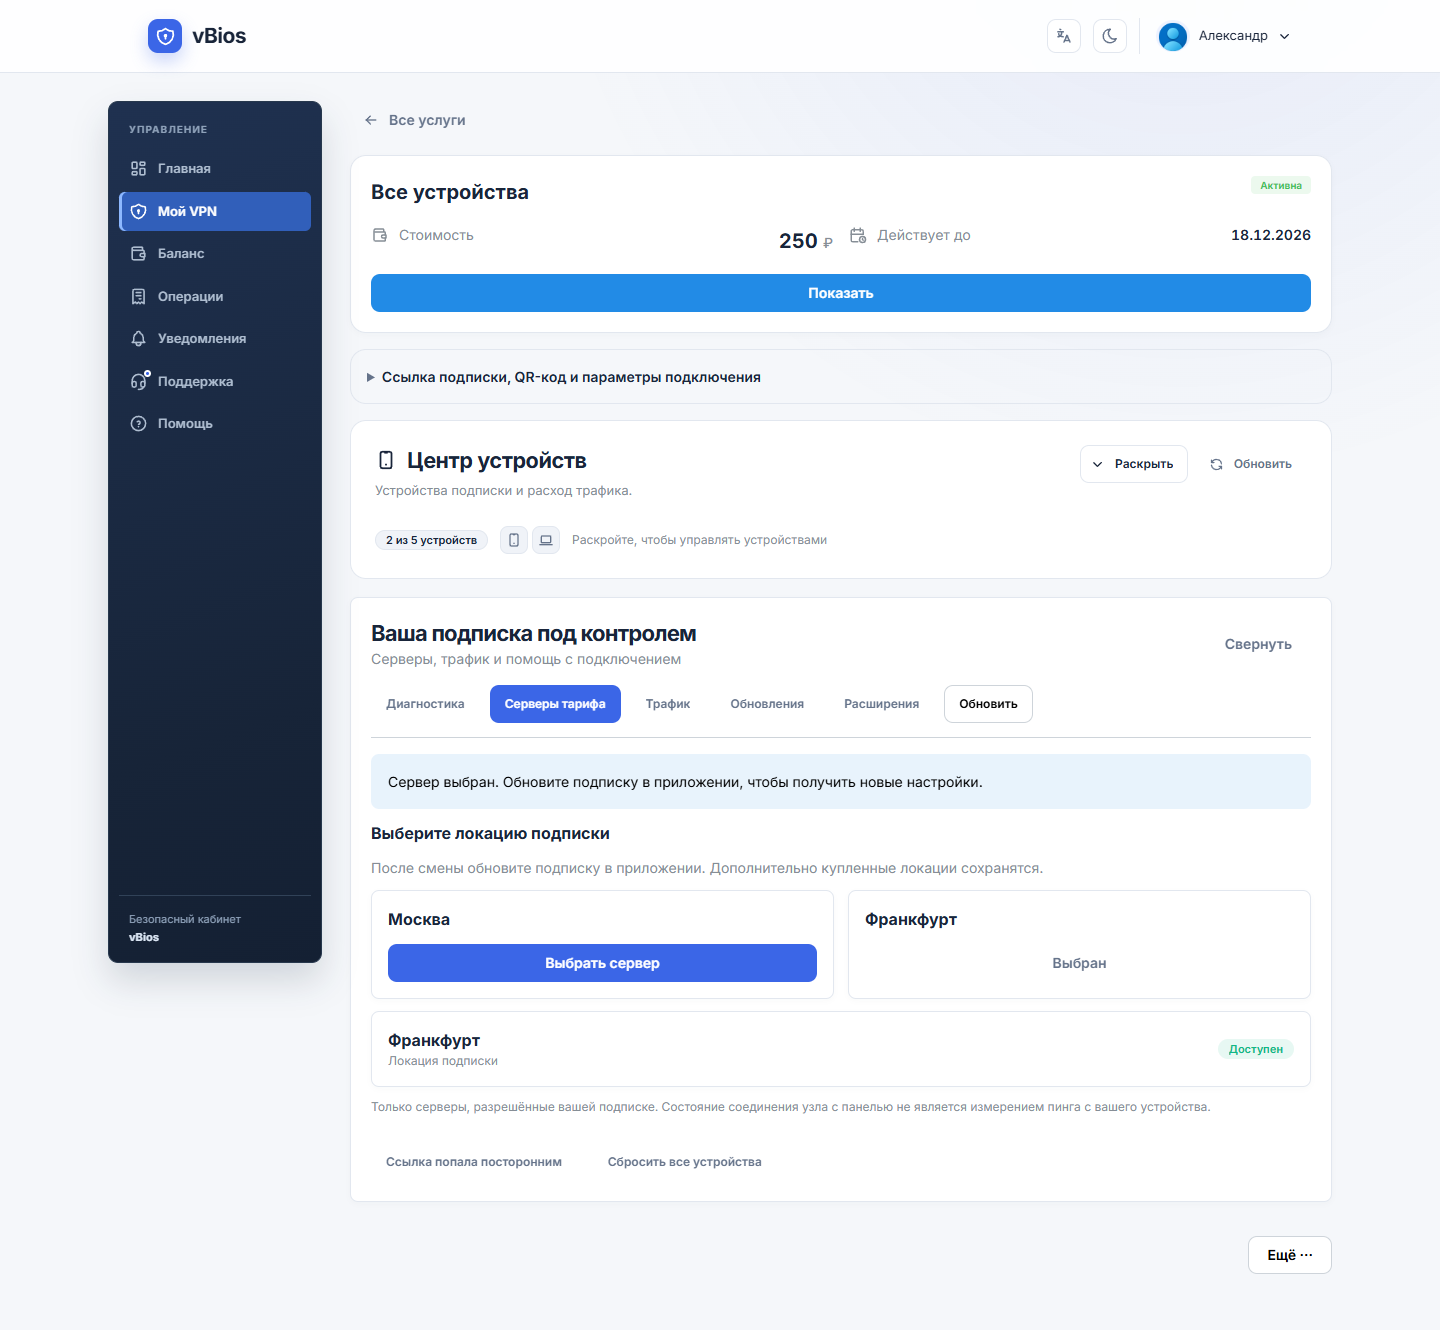 vBios
Александр
УПРАВЛЕНИЕ
Главная
Мой VPN
Баланс
Операции
Уведомления
Поддержка
Помощь
Безопасный кабинет
vBios
Все услуги
Все устройства
Активна
Стоимость
250 ₽
Действует до
18.12.2026
Показать
Ссылка подписки, QR-код и параметры подключения
Центр устройств
Раскрыть
Обновить
Устройства подписки и расход трафика.
2 из 5 устройств
Раскройте, чтобы управлять устройствами
Ваша подписка под контролем
Серверы, трафик и помощь с подключением
Свернуть
Диагностика
Серверы тарифа
Трафик
Обновления
Расширения
Обновить
Сервер выбран. Обновите подписку в приложении, чтобы получить новые настройки.
Выберите локацию подписки
После смены обновите подписку в приложении. Дополнительно купленные локации сохранятся.
Москва
Выбрать сервер
Франкфурт
Выбран
Франкфурт
Локация подписки
Доступен
Только серверы, разрешённые вашей подписке. Состояние соединения узла с панелью не является измерением пинга с вашего устройства.
Ссылка попала посторонним
Сбросить все устройства
Ещё ···